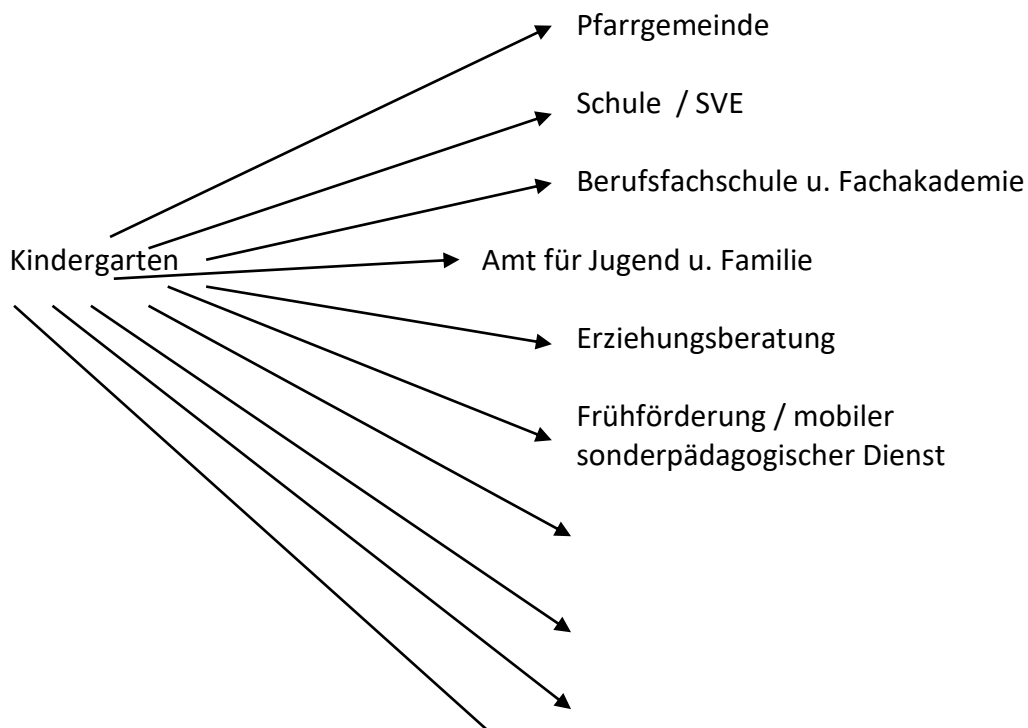 Pfarrgemeinde
Schule / SVE
Berufsfachschule u. Fachakademie
Kindergarten
Amt für Jugend u. Familie
Erziehungsberatung
Frühförderung / mobiler
sonderpädagogischer Dienst